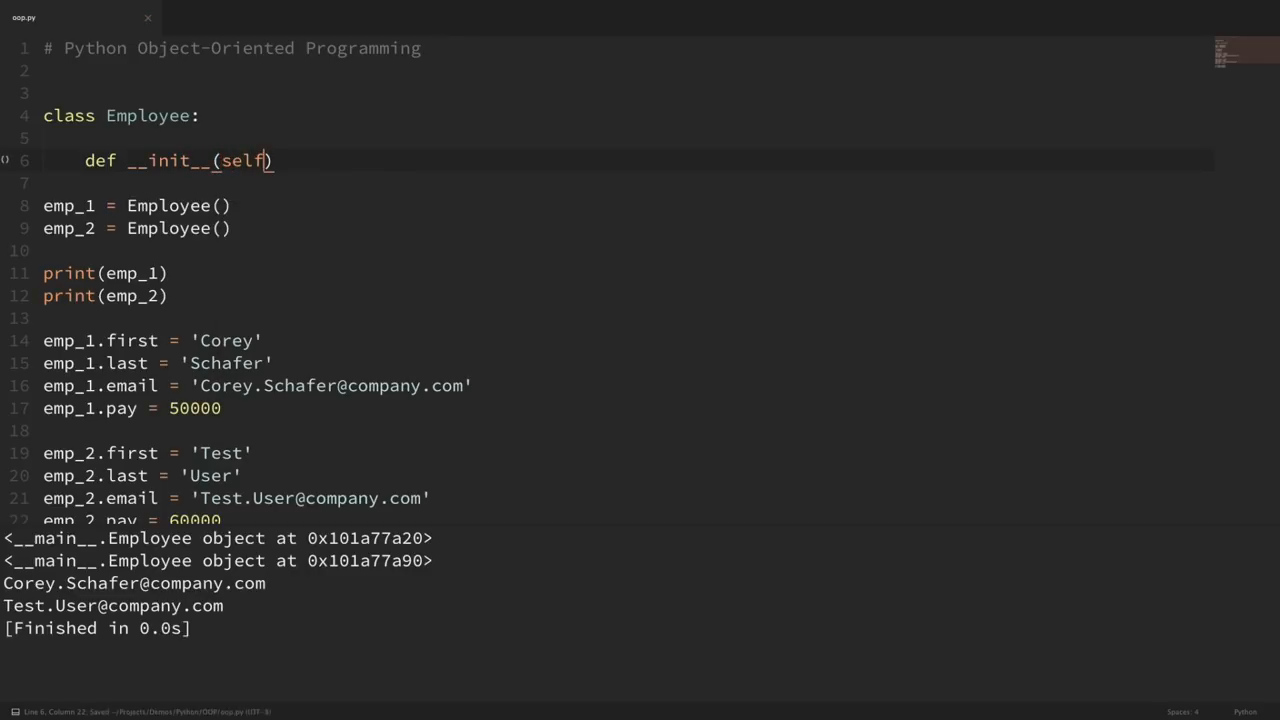 oop.py
1 # Python Object-Oriented Programming
2
3
4 class Employee:
5
6     def __init__(self)
7
8 emp_1 = Employee()
9 emp_2 = Employee()
10
11 print(emp_1)
12 print(emp_2)
13
14 emp_1.first = 'Corey'
15 emp_1.last = 'Schafer'
16 emp_1.email = 'Corey.Schafer@company.com'
17 emp_1.pay = 50000
18
19 emp_2.first = 'Test'
20 emp_2.last = 'User'
21 emp_2.email = 'Test.User@company.com'
22 emp_2.pay = 60000
<__main__.Employee object at 0x101a77a20>
<__main__.Employee object at 0x101a77a90>
Corey.Schafer@company.com
Test.User@company.com
[Finished in 0.0s]
Line 6, Column 22; Saved ~/Projects/Demos/Python/OOP/oop.py (UTF-8) Spaces: 4 Python